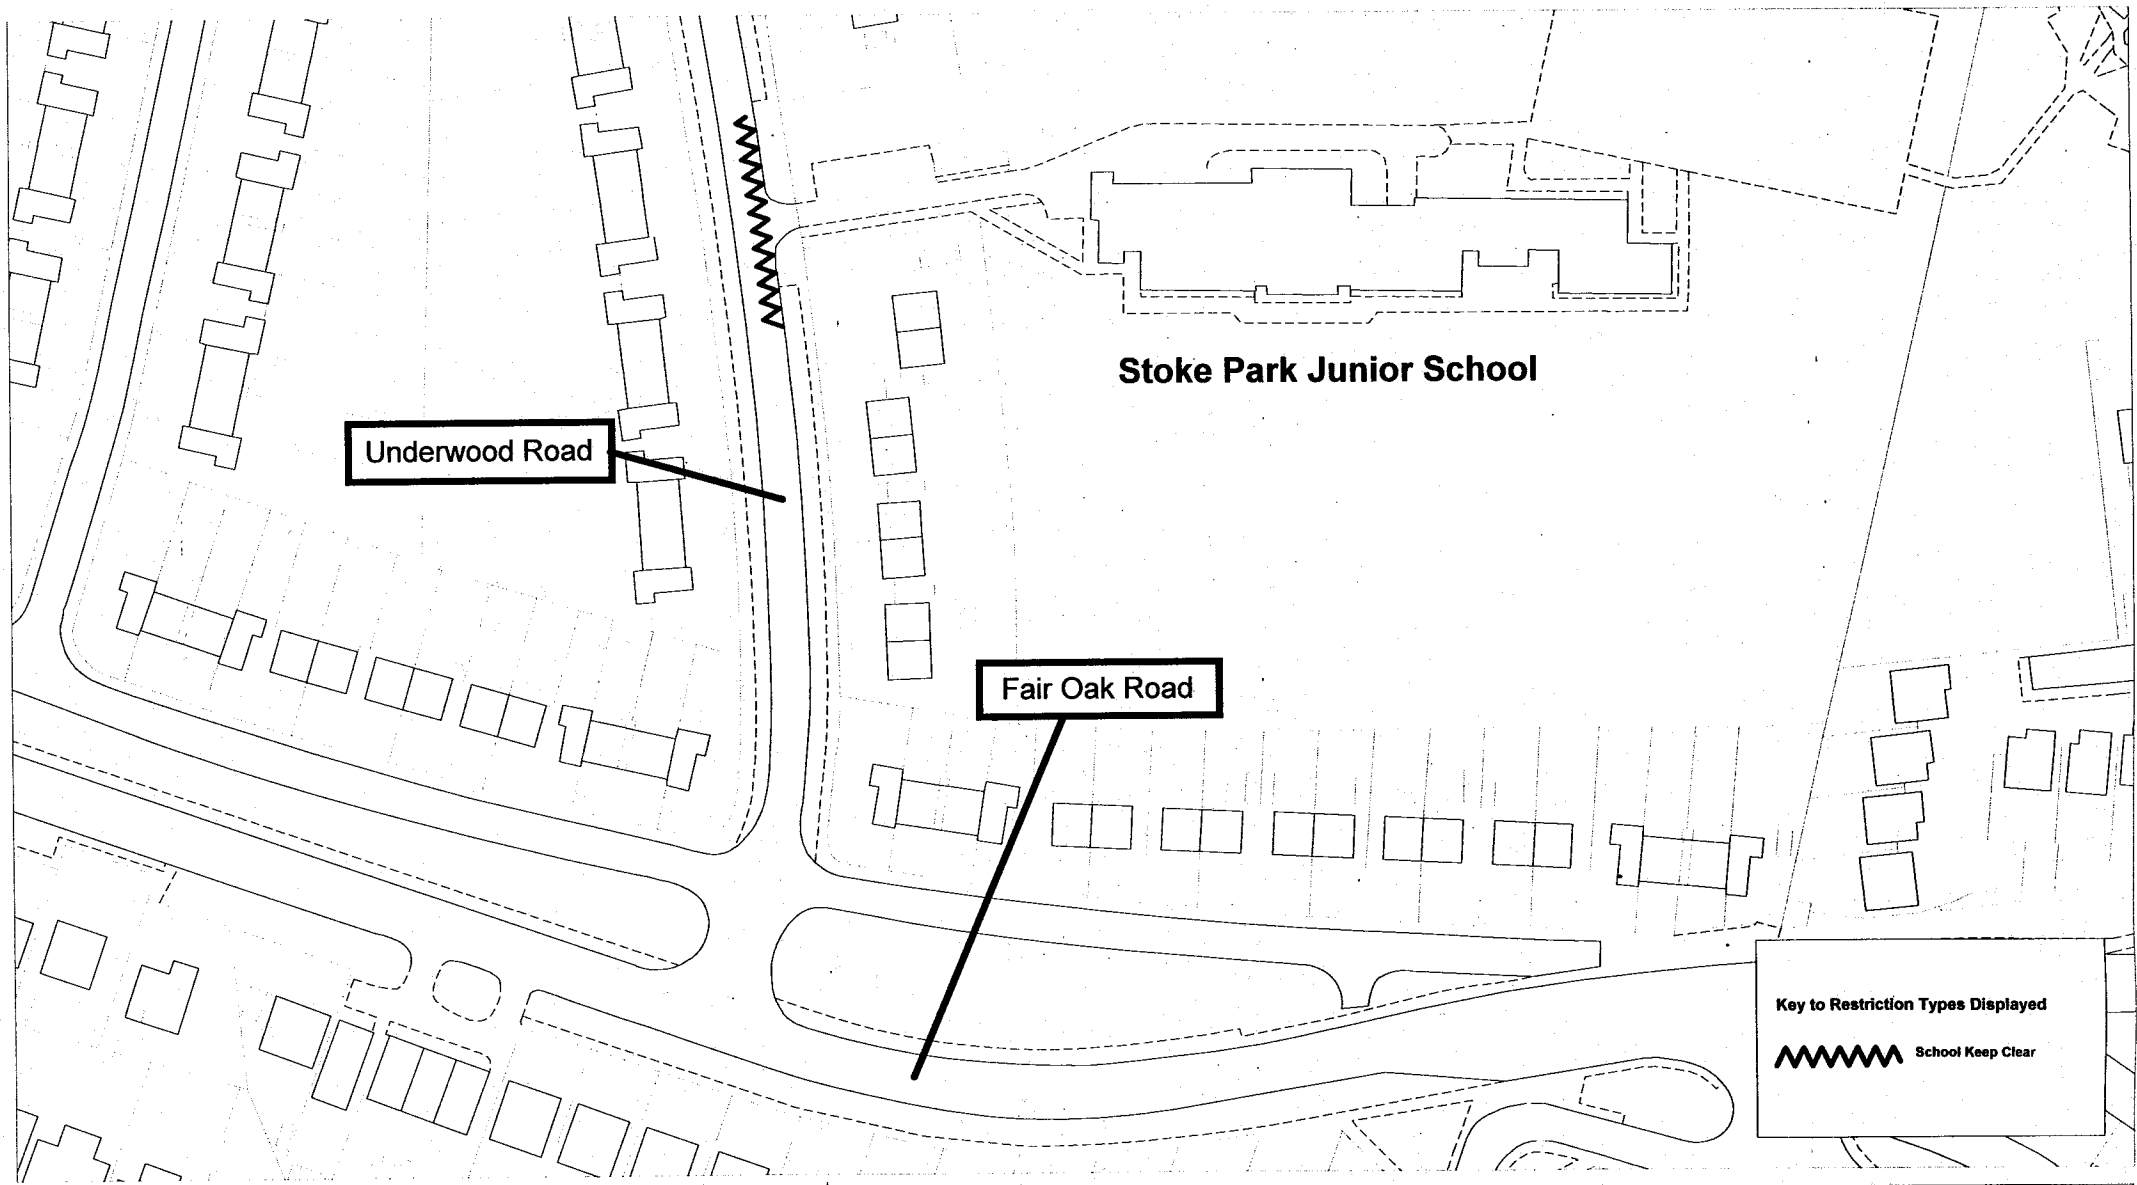 Stoke Park Junior School
Underwood Road
Fair Oak Road
Key to Restriction Types Displayed
School Keep Clear